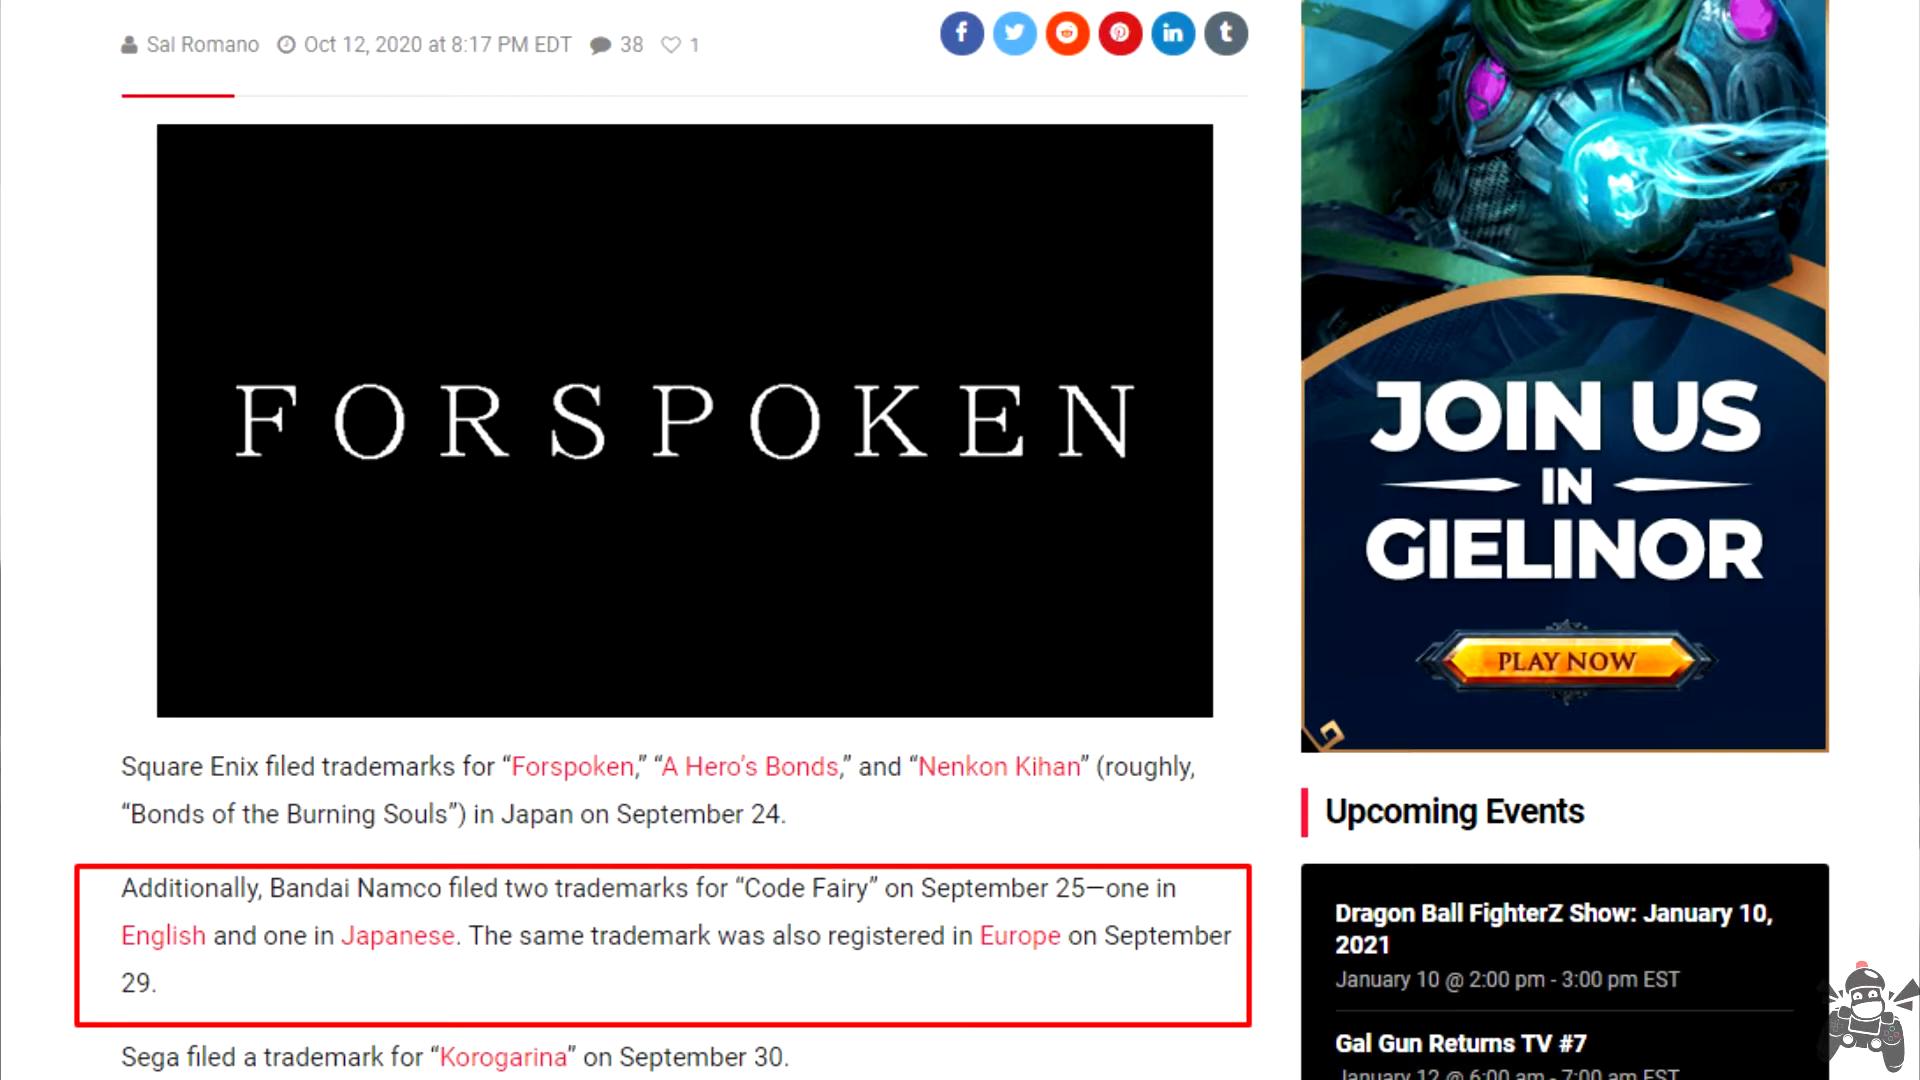 Sal Romano Oct 12, 2020 at 8:17 PM EDT 38 1
FORSPOKEN
Square Enix filed trademarks for “Forspoken,” “A Hero’s Bonds,” and “Nenkon Kihan” (roughly,
“Bonds of the Burning Souls”) in Japan on September 24.
Additionally, Bandai Namco filed two trademarks for “Code Fairy” on September 25—one in
English and one in Japanese. The same trademark was also registered in Europe on September
29.
Sega filed a trademark for “Korogarina” on September 30.
JOIN US
IN
GIELINOR
PLAY NOW
Upcoming Events
Dragon Ball FighterZ Show: January 10,
2021
January 10 @ 2:00 pm - 3:00 pm EST
Gal Gun Returns TV #7
January 12 @ 6:00 am - 7:00 am EST